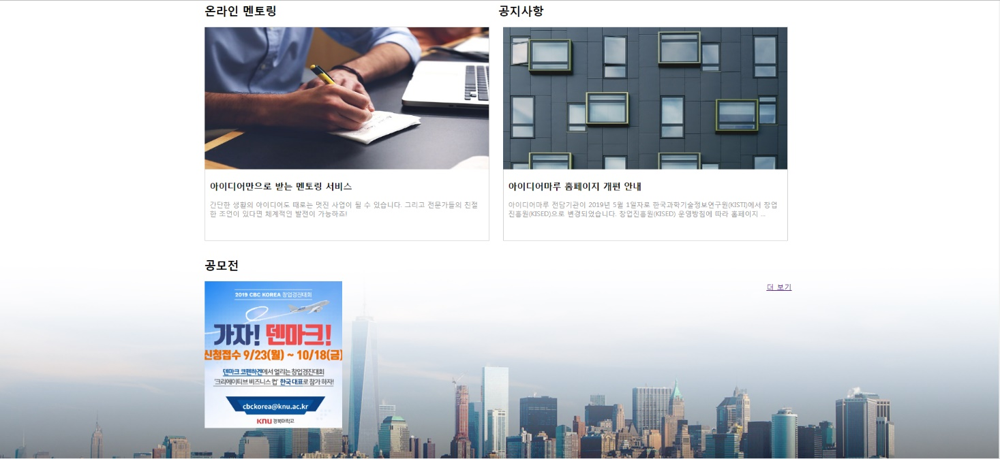 온라인 멘토링
공지사항
아이디어만으로 받는 멘토링 서비스
간단한 생활의 아이디어도 때로는 멋진 사업이 될 수 있습니다. 그리고 전문가들의 친절
한 조언이 있다면 체계적인 발전이 가능하죠!
아이디어마루 홈페이지 개편 안내
아이디어마루 전담기관이 2019년 5월 1일자로 한국과학기술정보연구원(KISTI)에서 창업
진흥원(KISED)으로 변경되었습니다. 창업진흥원(KISED) 운영방침에 따라 홈페이지 ...
공모전
더 보기
2019 CBC KOREA 창업경진대회
가자! 덴마크!
신청접수 9/23(월) ~ 10/18(금)
덴마크 코펜하겐에서 열리는 창업경진대회
'크리에이티브 비즈니스 컵' 한국 대표로 참가 하자!
cbckorea@knu.ac.kr
KNU 경북대학교